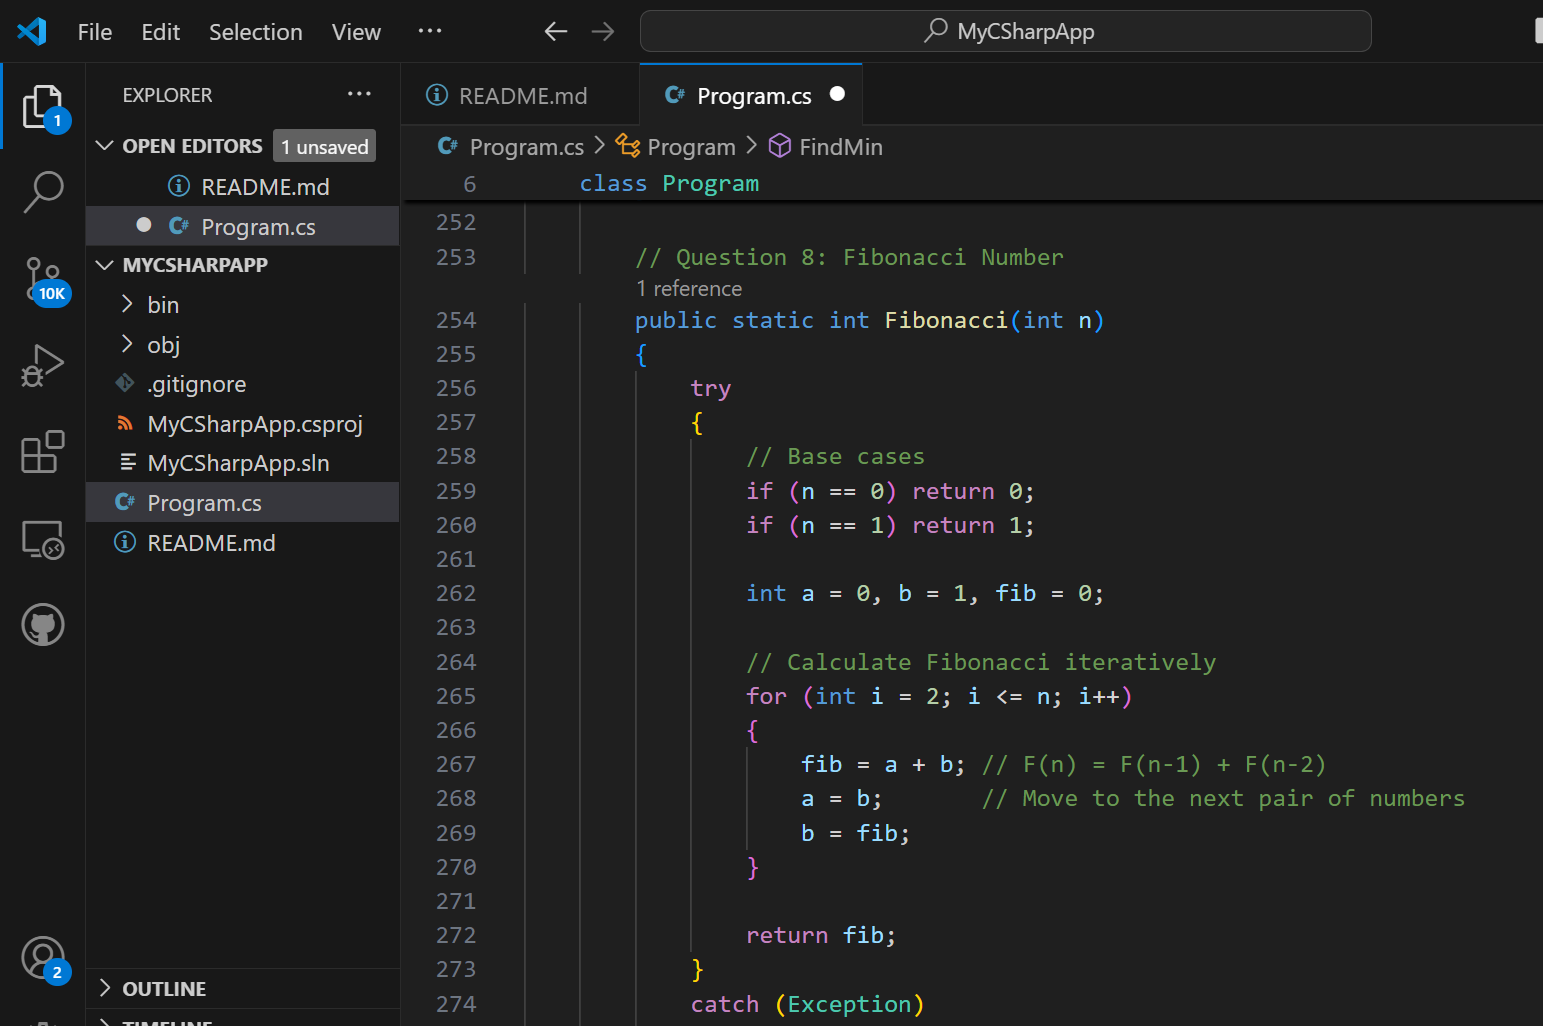 File Edit Selection View ··· MyCSharpApp
EXPLORER ···
OPEN EDITORS 1 unsaved
README.md
Program.cs
MYCSHARPAPP
bin
obj
.gitignore
MyCSharpApp.csproj
MyCSharpApp.sln
Program.cs
README.md
OUTLINE
TIMELINE
1
10K
2
README.md Program.cs
Program.cs > Program > FindMin
6 class Program
252
253 // Question 8: Fibonacci Number
1 reference
254 public static int Fibonacci(int n)
255 {
256 try
257 {
258 // Base cases
259 if (n == 0) return 0;
260 if (n == 1) return 1;
261
262 int a = 0, b = 1, fib = 0;
263
264 // Calculate Fibonacci iteratively
265 for (int i = 2; i <= n; i++)
266 {
267 fib = a + b; // F(n) = F(n-1) + F(n-2)
268 a = b; // Move to the next pair of numbers
269 b = fib;
270 }
271
272 return fib;
273 }
274 catch (Exception)